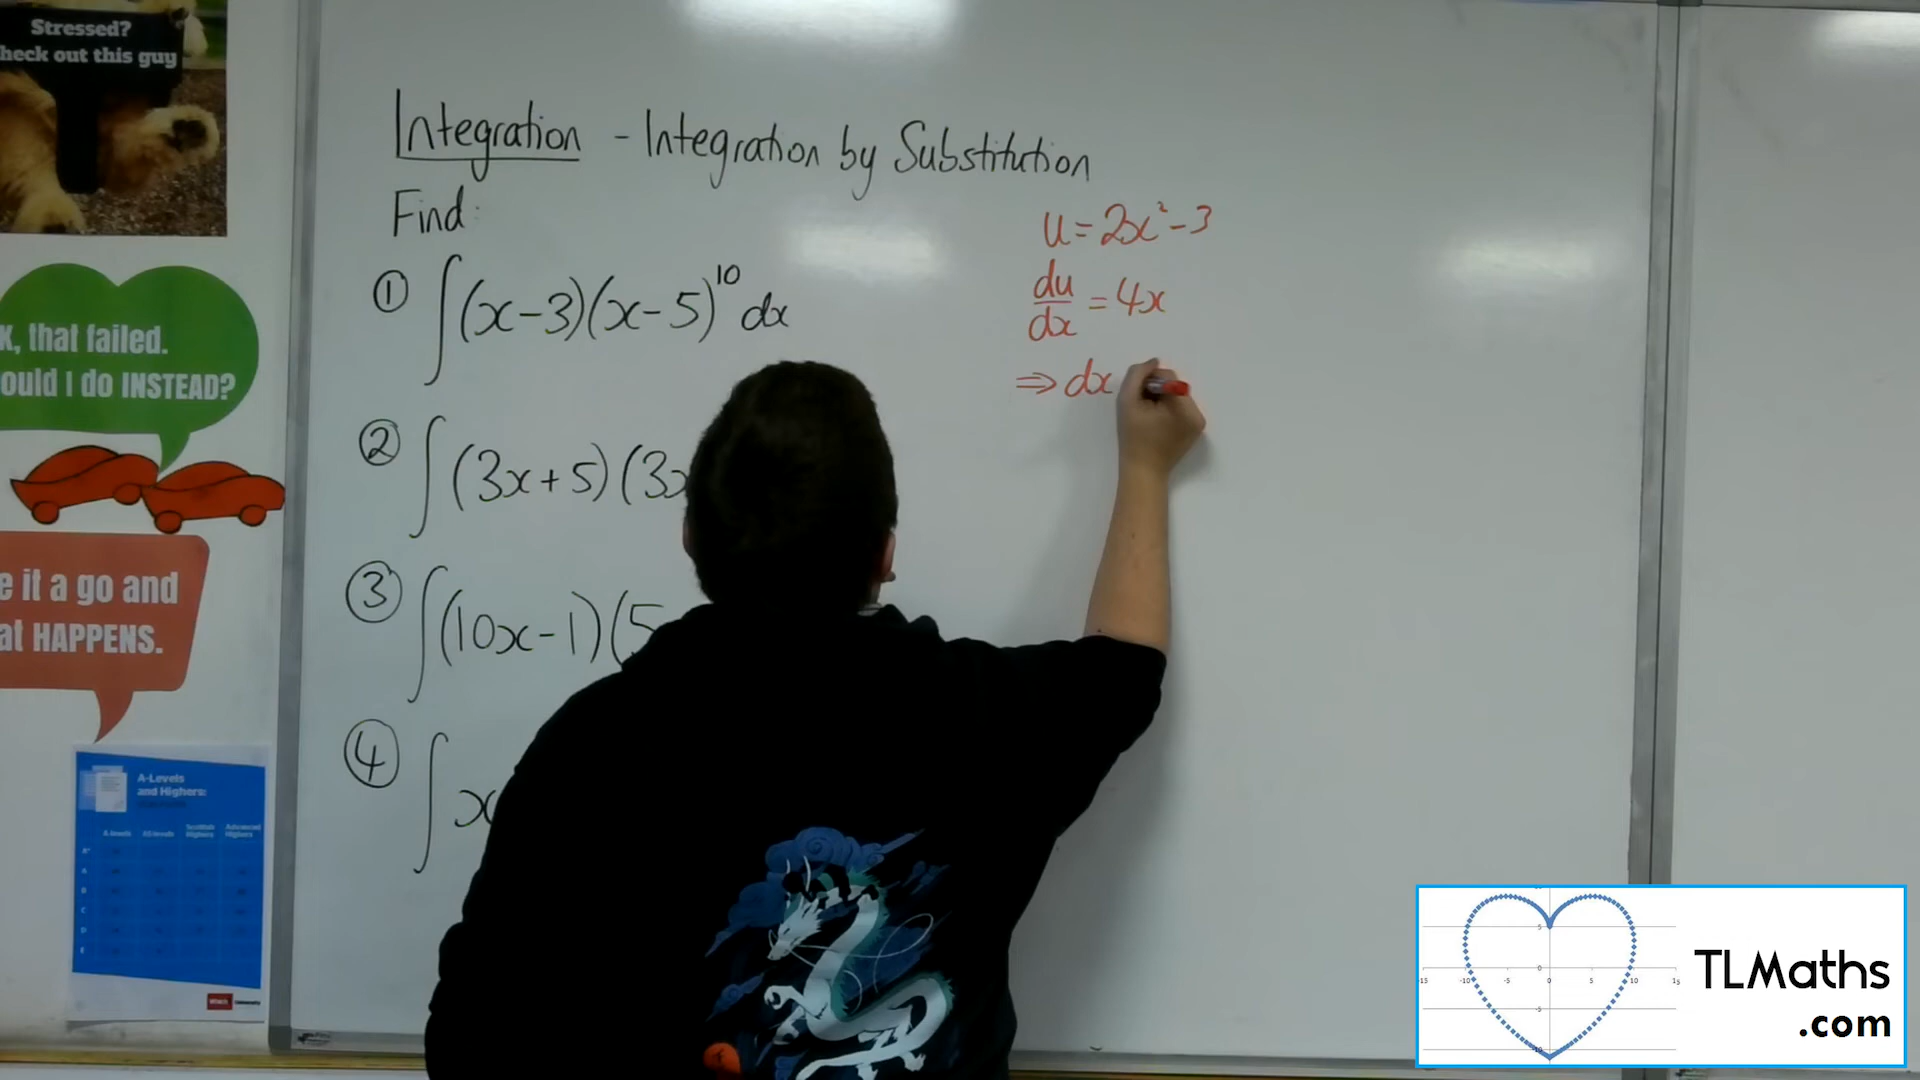 Stressed?
heck out this guy
K, that failed.
ould I do INSTEAD?
e it a go and
at HAPPENS.
A-Levels
and Highers:
Integration - Integration by Substitution
Find:
① ∫(x-3)(x-5)¹⁰ dx
② ∫(3x+5)(3x
③ ∫(10x-1)(5
④ ∫x
u = 2x² - 3
du/dx = 4x
⇒ dx
TLMaths
.com